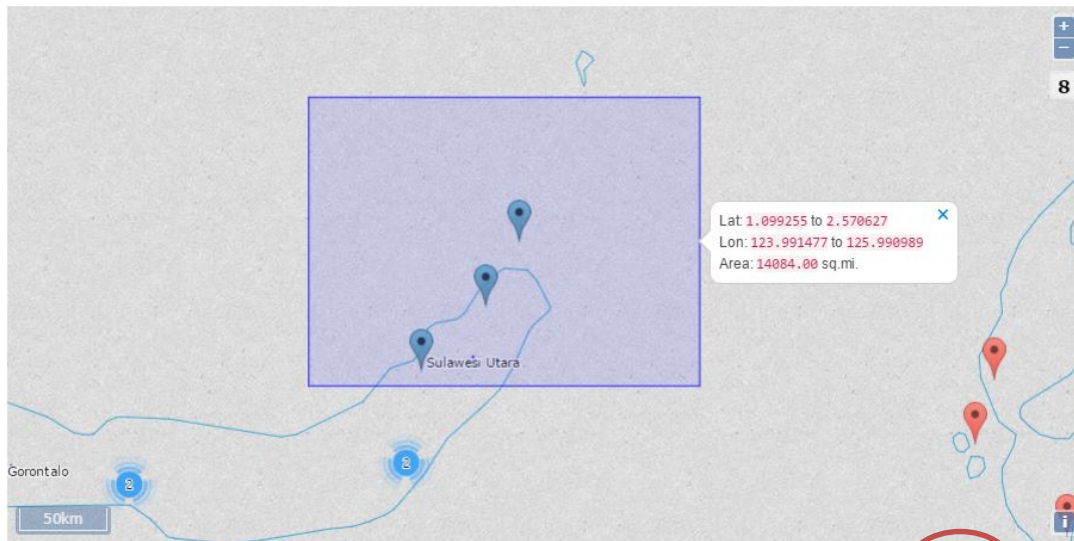 +
−
8
Lat: 1.099255 to 2.570627
×
Lon: 123.991477 to 125.990989
Area: 14084.00 sq.mi.
Sulawesi Utara
2
2
Gorontalo
50km
i